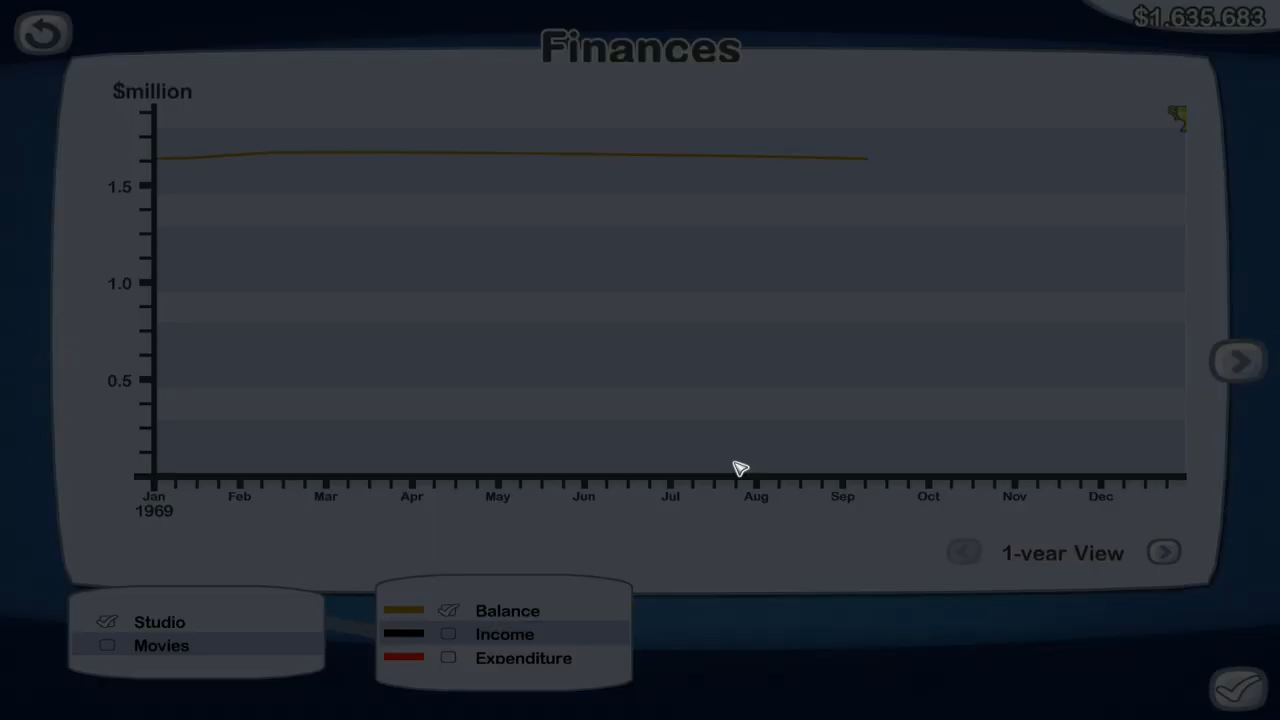 $1,635,683
Finances
$million
1.5
1.0
0.5
Jan Feb Mar Apr May Jun Jul Aug Sep Oct Nov Dec
1969
1-year View
Studio
Movies
Balance
Income
Expenditure